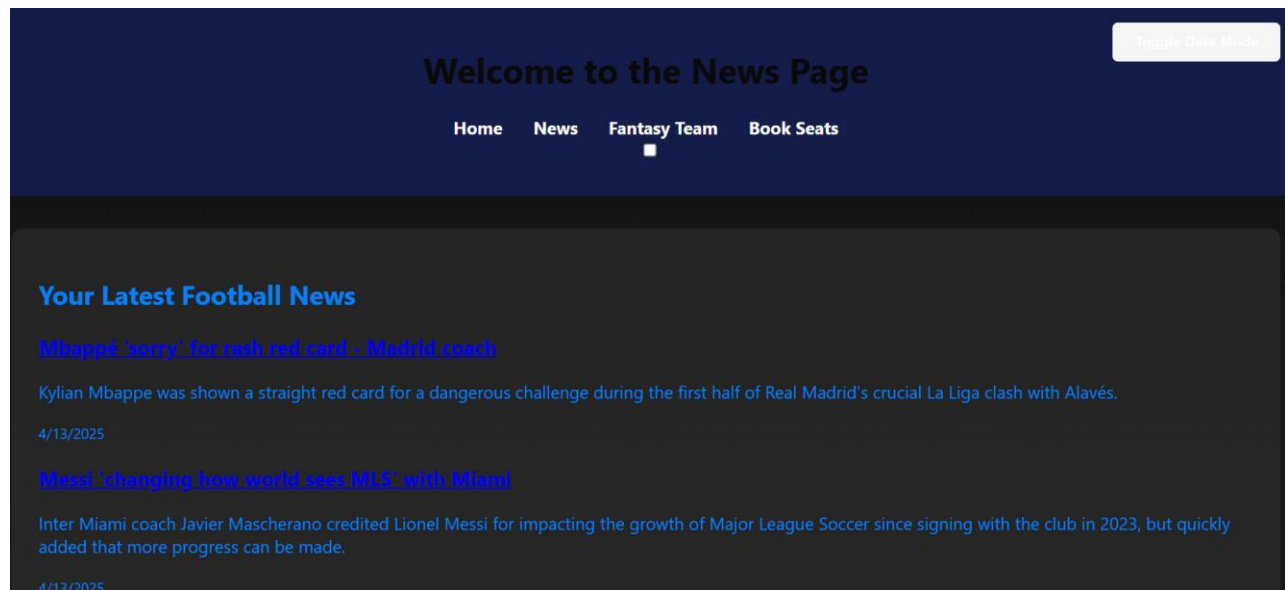 Toggle Dark Mode
Welcome to the News Page
Home News Fantasy Team Book Seats
Your Latest Football News
Mbappé 'sorry' for rash red card - Madrid coach
Kylian Mbappe was shown a straight red card for a dangerous challenge during the first half of Real Madrid's crucial La Liga clash with Alavés.
4/13/2025
Messi 'changing how world sees MLS' with Miami
Inter Miami coach Javier Mascherano credited Lionel Messi for impacting the growth of Major League Soccer since signing with the club in 2023, but quickly
added that more progress can be made.
4/13/2025